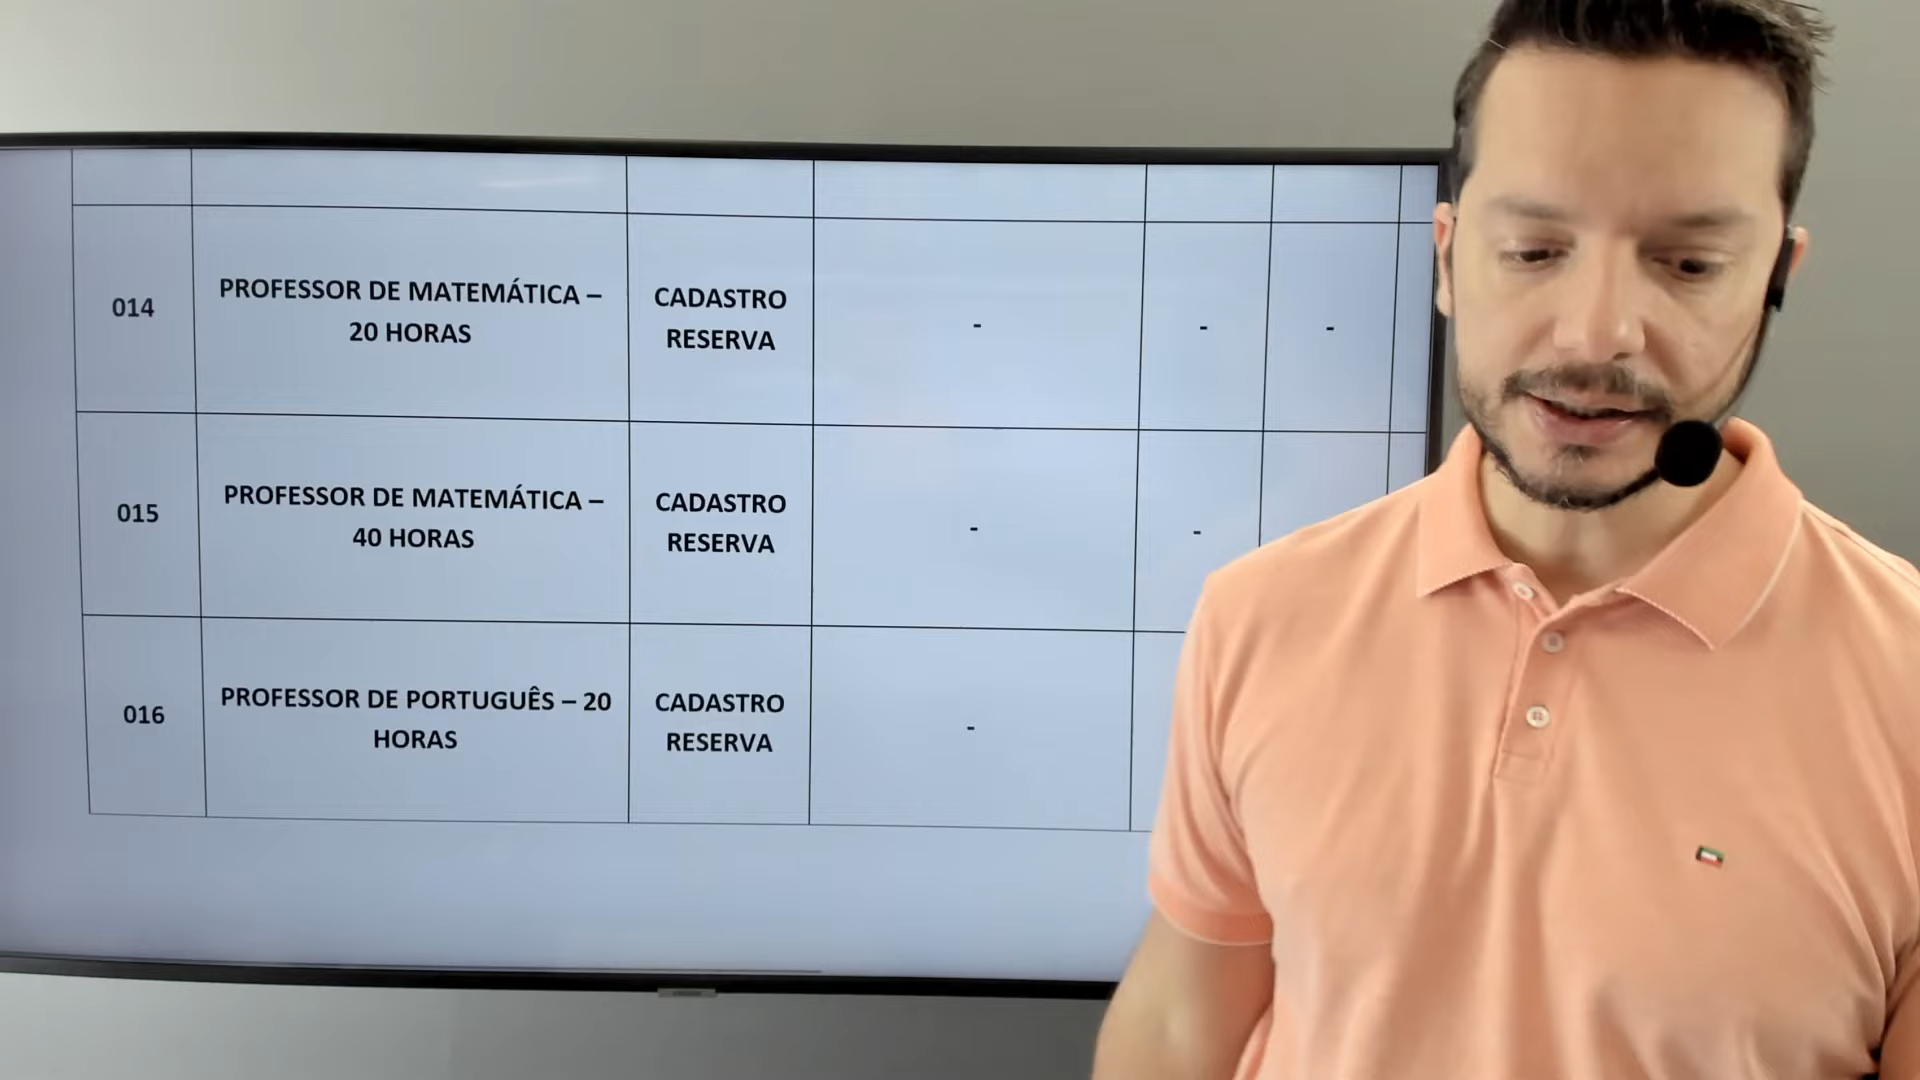 014
PROFESSOR DE MATEMÁTICA –
20 HORAS
CADASTRO
RESERVA
-
-
-
015
PROFESSOR DE MATEMÁTICA –
40 HORAS
CADASTRO
RESERVA
-
-
016
PROFESSOR DE PORTUGUÊS – 20
HORAS
CADASTRO
RESERVA
-